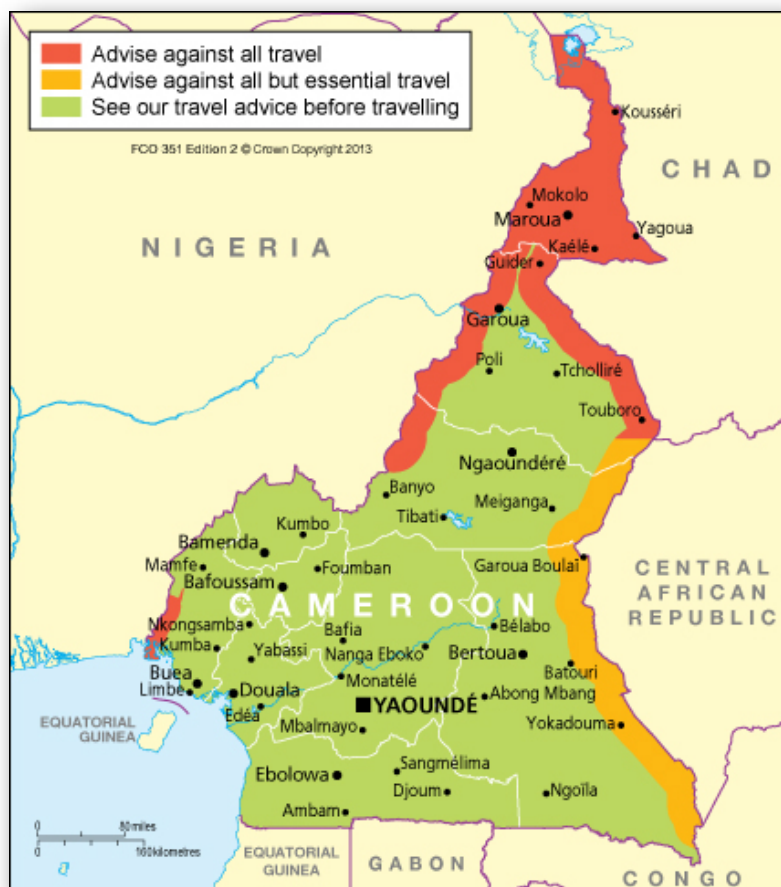 Advise against all travel
Advise against all but essential travel
See our travel advice before travelling
FCO 351 Edition 2 © Crown Copyright 2013
Kousséri
CHAD
Mokolo
Maroua
Yagoua
NIGERIA
Kaélé
Guider
Garoua
Poli
Tcholliré
Touboro
Ngaoundéré
Banyo
Meiganga
Tibati
Kumbo
Bamenda
Mamfe
Foumban
Garoua Boulaï
Bafoussam
CENTRAL
AFRICAN
REPUBLIC
CAMEROON
Nkongsamba
Bafia
Bélabo
Kumba
Yabassi
Nanga Eboko
Bertoua
Batouri
Buea
Monatélé
Limbe
Douala
Abong Mbang
Edéa
YAOUNDÉ
EQUATORIAL
GUINEA
Mbalmayo
Yokadouma
Sangmélima
Ebolowa
Djoum
Ngoïla
Ambam
0 80 miles
0 160 kilometres
EQUATORIAL
GUINEA
GABON
CONGO